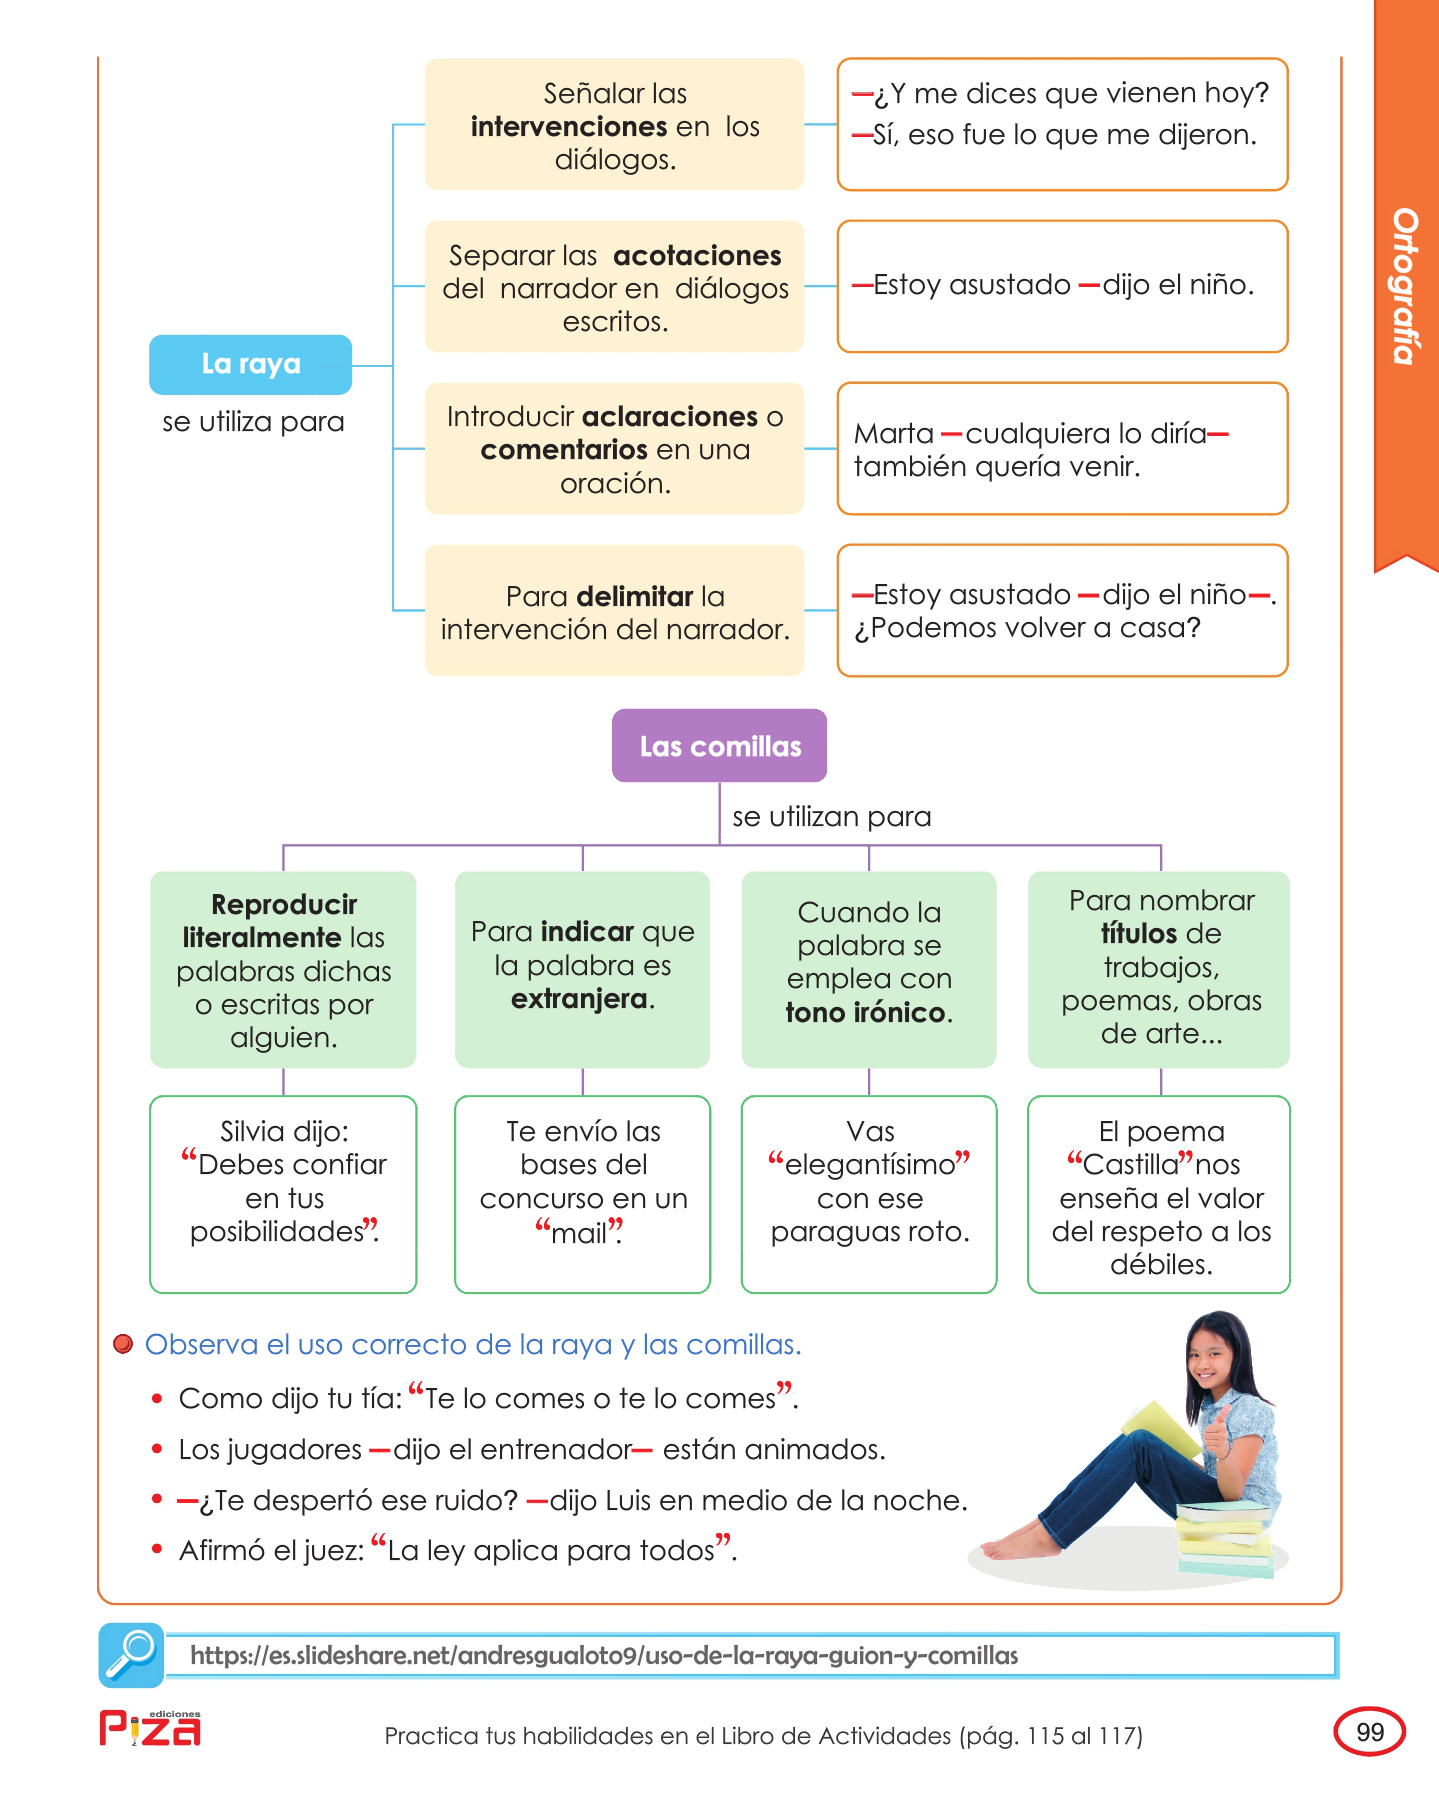 Ortografía
La raya
se utiliza para
Señalar las
intervenciones en los
diálogos.
—¿Y me dices que vienen hoy?
—Sí, eso fue lo que me dijeron.
Separar las acotaciones
del narrador en diálogos
escritos.
—Estoy asustado —dijo el niño.
Introducir aclaraciones o
comentarios en una
oración.
Marta —cualquiera lo diría—
también quería venir.
Para delimitar la
intervención del narrador.
—Estoy asustado —dijo el niño—.
¿Podemos volver a casa?
Las comillas
se utilizan para
Reproducir
literalmente las
palabras dichas
o escritas por
alguien.
Silvia dijo:
“Debes confiar
en tus
posibilidades”.
Para indicar que
la palabra es
extranjera.
Te envío las
bases del
concurso en un
“mail”.
Cuando la
palabra se
emplea con
tono irónico.
Vas
“elegantísimo”
con ese
paraguas roto.
Para nombrar
títulos de
trabajos,
poemas, obras
de arte...
El poema
“Castilla” nos
enseña el valor
del respeto a los
débiles.
Observa el uso correcto de la raya y las comillas.
• Como dijo tu tía: “Te lo comes o te lo comes”.
• Los jugadores —dijo el entrenador— están animados.
• —¿Te despertó ese ruido? —dijo Luis en medio de la noche.
• Afirmó el juez: “La ley aplica para todos”.
https://es.slideshare.net/andresgualoto9/uso-de-la-raya-guion-y-comillas
ediciones
Piza
Practica tus habilidades en el Libro de Actividades (pág. 115 al 117)
99